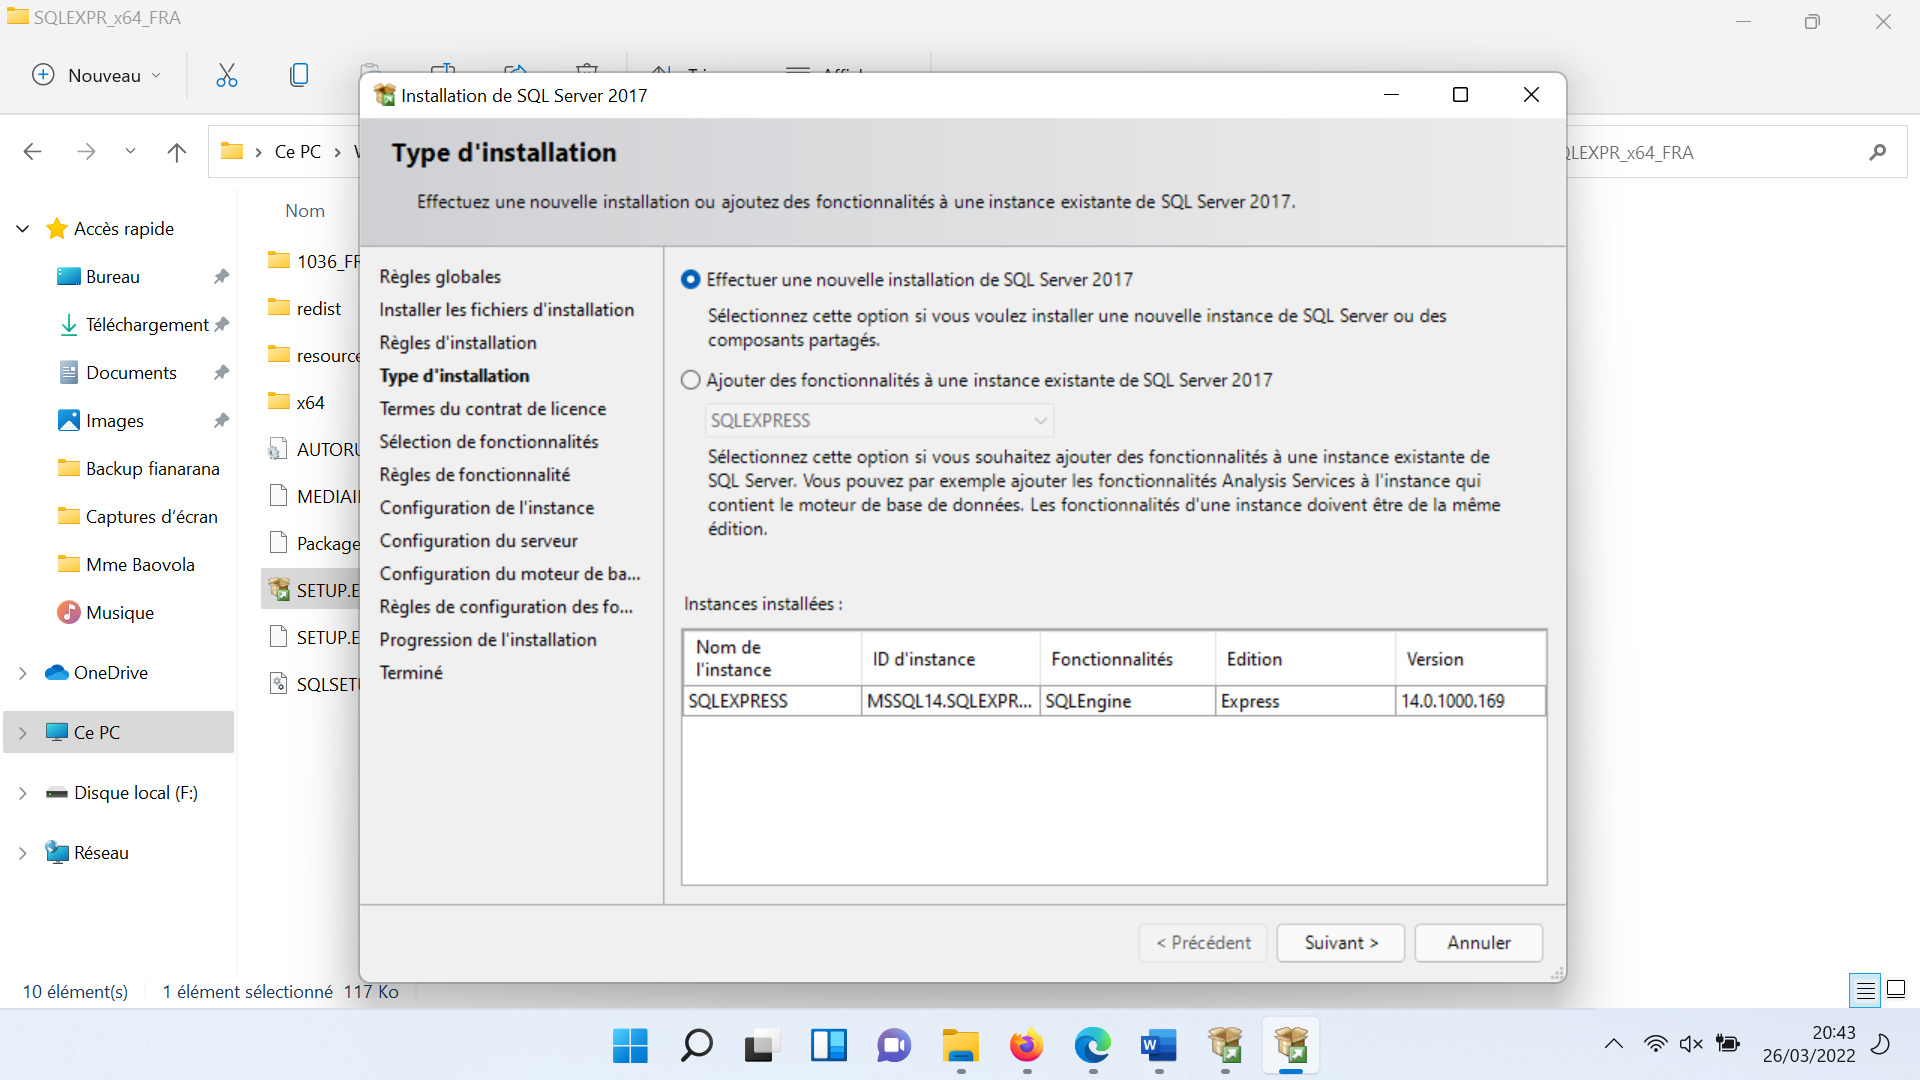 SQLEXPR_x64_FRA
Nouveau
Installation de SQL Server 2017
Ce PC
LEXPR_x64_FRA
Type d'installation
Effectuez une nouvelle installation ou ajoutez des fonctionnalités à une instance existante de SQL Server 2017.
Accès rapide
Bureau
Téléchargement
Documents
Images
Backup fianarana
Captures d'écran
Mme Baovola
Musique
OneDrive
Ce PC
Disque local (F:)
Réseau
Nom
1036_FR
redist
resource
x64
AUTORU
MEDIAI
Package
SETUP.E
SETUP.E
SQLSETU
Règles globales
Installer les fichiers d'installation
Règles d'installation
Type d'installation
Termes du contrat de licence
Sélection de fonctionnalités
Règles de fonctionnalité
Configuration de l'instance
Configuration du serveur
Configuration du moteur de ba...
Règles de configuration des fo...
Progression de l'installation
Terminé
Effectuer une nouvelle installation de SQL Server 2017
Sélectionnez cette option si vous voulez installer une nouvelle instance de SQL Server ou des
composants partagés.
Ajouter des fonctionnalités à une instance existante de SQL Server 2017
SQLEXPRESS
Sélectionnez cette option si vous souhaitez ajouter des fonctionnalités à une instance existante de
SQL Server. Vous pouvez par exemple ajouter les fonctionnalités Analysis Services à l'instance qui
contient le moteur de base de données. Les fonctionnalités d'une instance doivent être de la même
édition.
Instances installées :
Nom de
l'instance
ID d'instance
Fonctionnalités
Edition
Version
SQLEXPRESS
MSSQL14.SQLEXPR...
SQLEngine
Express
14.0.1000.169
< Précédent
Suivant >
Annuler
10 élément(s)
1 élément sélectionné 117 Ko
20:43
26/03/2022